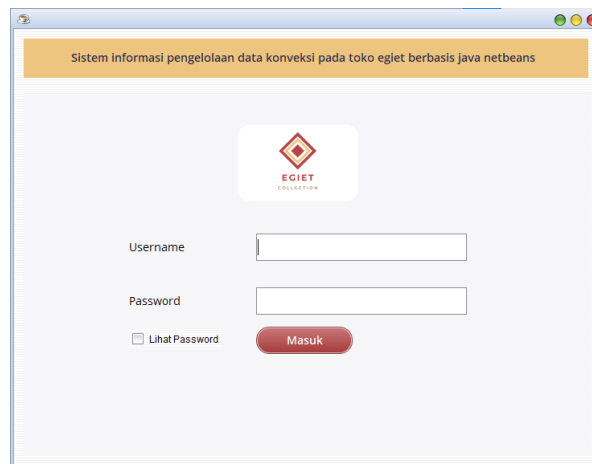 Sistem informasi pengelolaan data konveksi pada toko egiet berbasis java netbeans
EGIET
COLLECTION
Username
Password
Lihat Password
Masuk